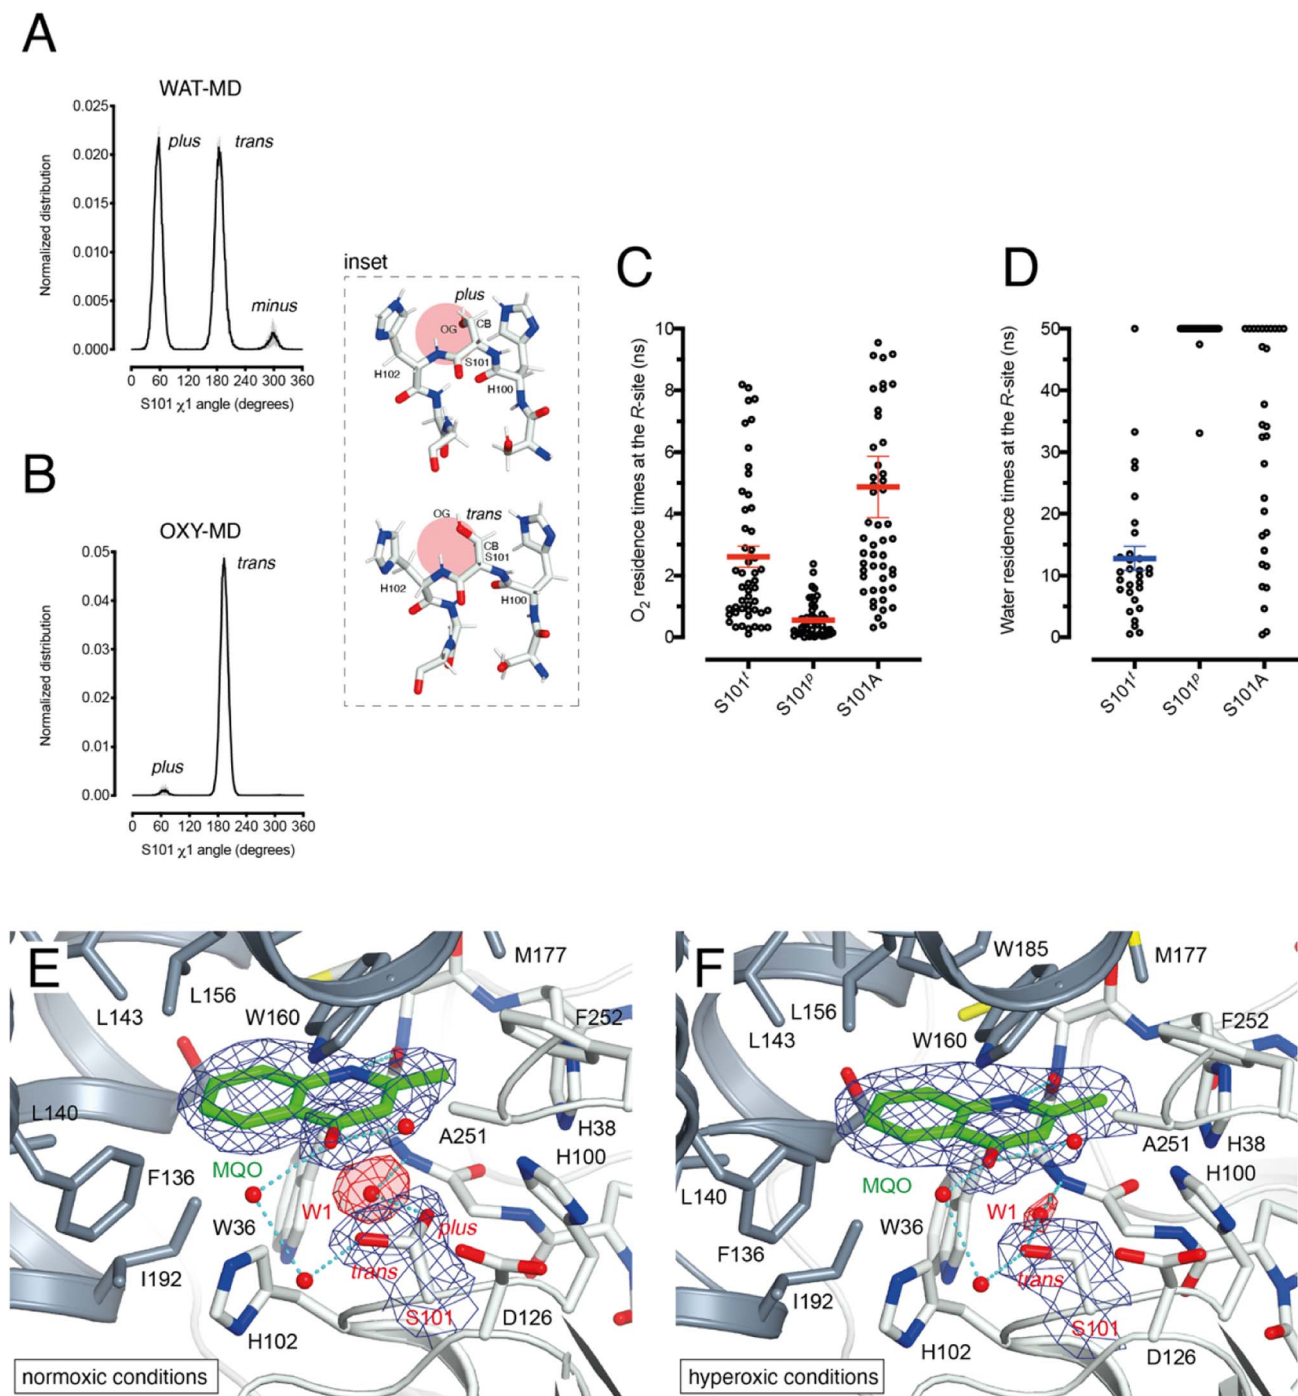 A
WAT-MD
Normalized distribution
0.025
0.020
0.015
0.010
0.005
0.000
plus
trans
minus
0 60 120 180 240 300 360
S101 χ1 angle (degrees)
B
OXY-MD
Normalized distribution
0.05
0.04
0.03
0.02
0.01
0.00
trans
plus
0 60 120 180 240 300 360
S101 χ1 angle (degrees)
inset
plus
OG
CB
S101
H102
H100
trans
OG
CB
S101
H102
H100
C
O2 residence times at the R-site (ns)
10
8
6
4
2
0
S101t
S101p
S101A
D
Water residence times at the R-site (ns)
50
40
30
20
10
0
S101t
S101p
S101A
E
M177
L156
L143
W160
F252
L140
A251
H38
MQO
H100
F136
W1
W36
plus
trans
I192
S101
D126
H102
normoxic conditions
F
W185
M177
L156
L143
W160
F252
A251
H38
MQO
H100
L140
W36
W1
F136
trans
I192
S101
H102
D126
hyperoxic conditions